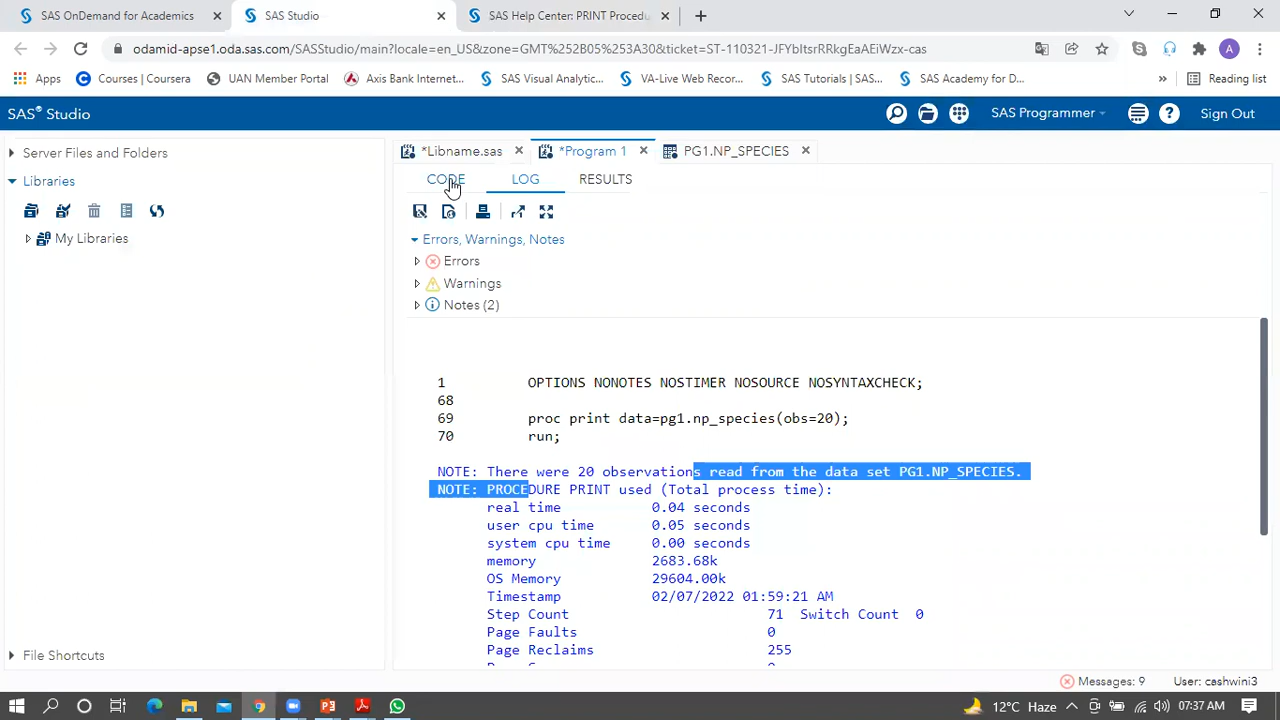 SAS OnDemand for Academics
SAS Studio
SAS Help Center: PRINT Procedu
odamid-apse1.oda.sas.com/SASStudio/main?locale=en_US&zone=GMT%252B05%253A30&ticket=ST-110321-JFYbItsrRRkgEaAEiWzx-cas
A
Apps
Courses | Coursera
UAN Member Portal
Axis Bank Internet...
SAS Visual Analytic...
VA-Live Web Recor...
SAS Tutorials | SAS...
SAS Academy for D...
»
Reading list
SAS® Studio
SAS Programmer
Sign Out
Server Files and Folders
Libraries
My Libraries
File Shortcuts
*Libname.sas
*Program 1
PG1.NP_SPECIES
CODE
LOG
RESULTS
Errors, Warnings, Notes
Errors
Warnings
Notes (2)
1 OPTIONS NONOTES NOSTIMER NOSOURCE NOSYNTAXCHECK;
68
69 proc print data=pg1.np_species(obs=20);
70 run;
NOTE: There were 20 observations read from the data set PG1.NP_SPECIES.
NOTE: PROCEDURE PRINT used (Total process time):
real time 0.04 seconds
user cpu time 0.05 seconds
system cpu time 0.00 seconds
memory 2683.68k
OS Memory 29604.00k
Timestamp 02/07/2022 01:59:21 AM
Step Count 71 Switch Count 0
Page Faults 0
Page Reclaims 255
Messages: 9
User: cashwini3
12°C Haze
07:37 AM